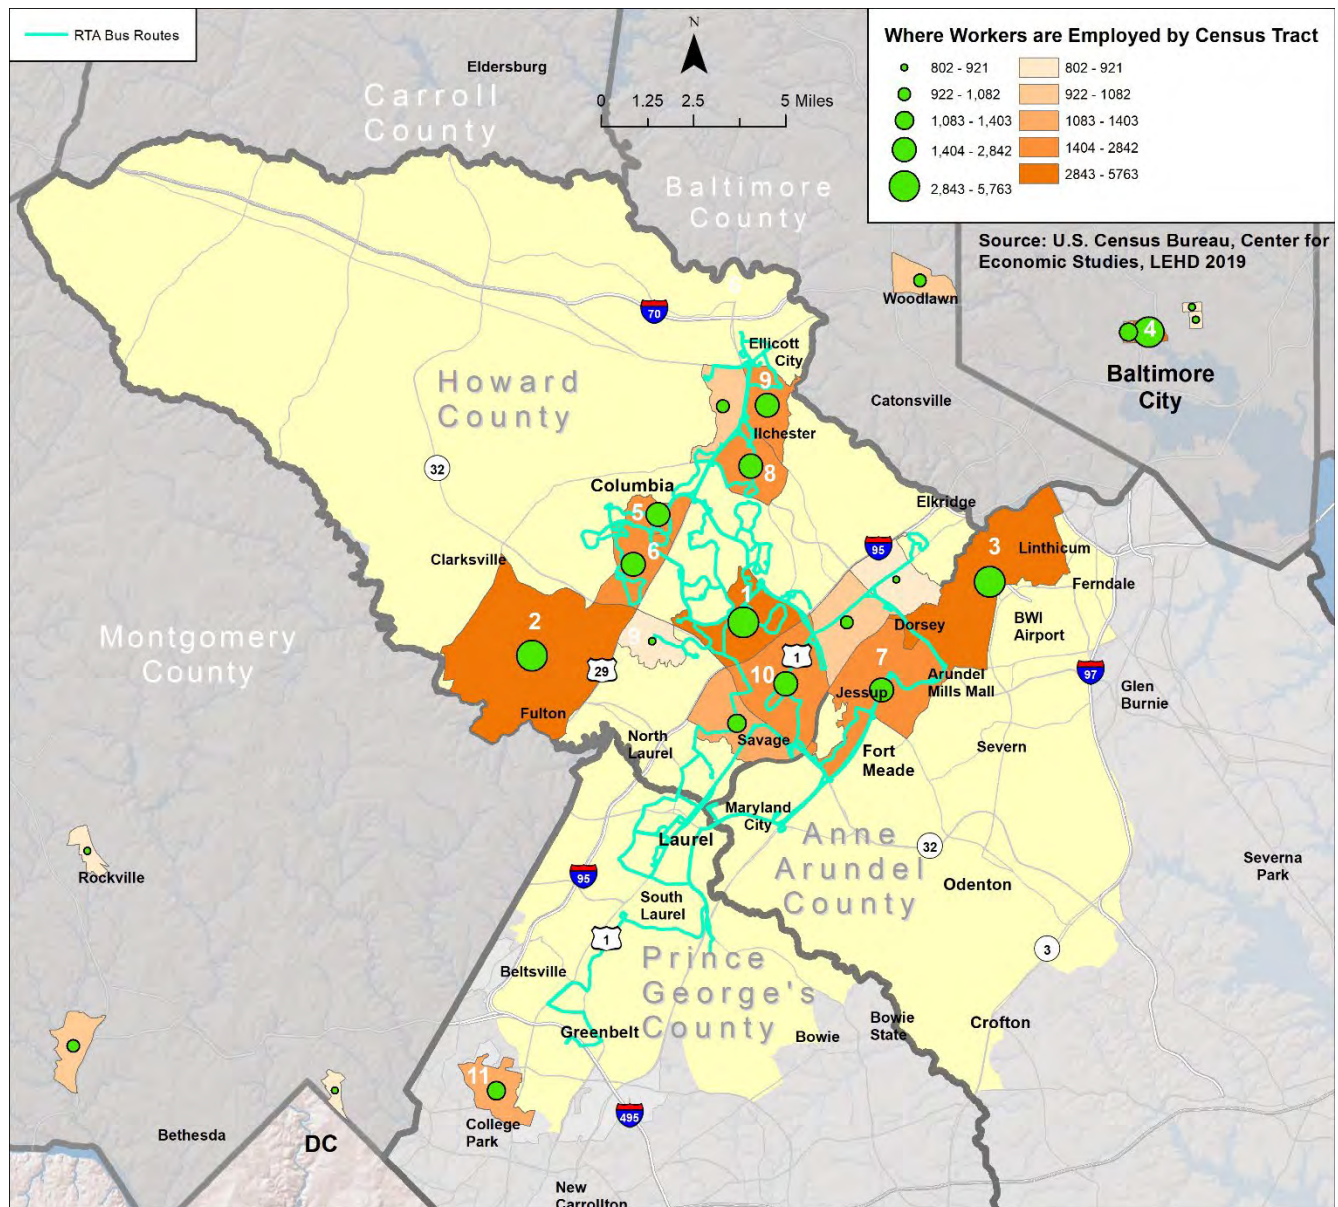 RTA Bus Routes
N
0 1.25 2.5 5 Miles
Where Workers are Employed by Census Tract
802 - 921 802 - 921
922 - 1,082 922 - 1082
1,083 - 1,403 1083 - 1403
1,404 - 2,842 1404 - 2842
2,843 - 5,763 2843 - 5763
Source: U.S. Census Bureau, Center for
Economic Studies, LEHD 2019
Eldersburg
Carroll
County
Baltimore
County
6
Woodlawn
70
4
Ellicott
City
Baltimore
City
Howard
County
9
Catonsville
Ilchester
32
8
Columbia
5
Elkridge
6
95
3
Linthicum
Clarksville
Ferndale
1
2
9
Dorsey
BWI
Airport
Montgomery
County
29
1
7
10
Jessup
Arundel
Mills Mall
97
Glen
Burnie
Fulton
North
Laurel
Savage
Fort
Meade
Severn
Maryland
City
Laurel
Anne
Arundel
County
32
Rockville
95
Severna
Park
Odenton
South
Laurel
1
3
Beltsville
Prince
George's
County
Bowie
State
Crofton
Greenbelt
Bowie
11
495
College
Park
Bethesda
DC
New
Carrollton